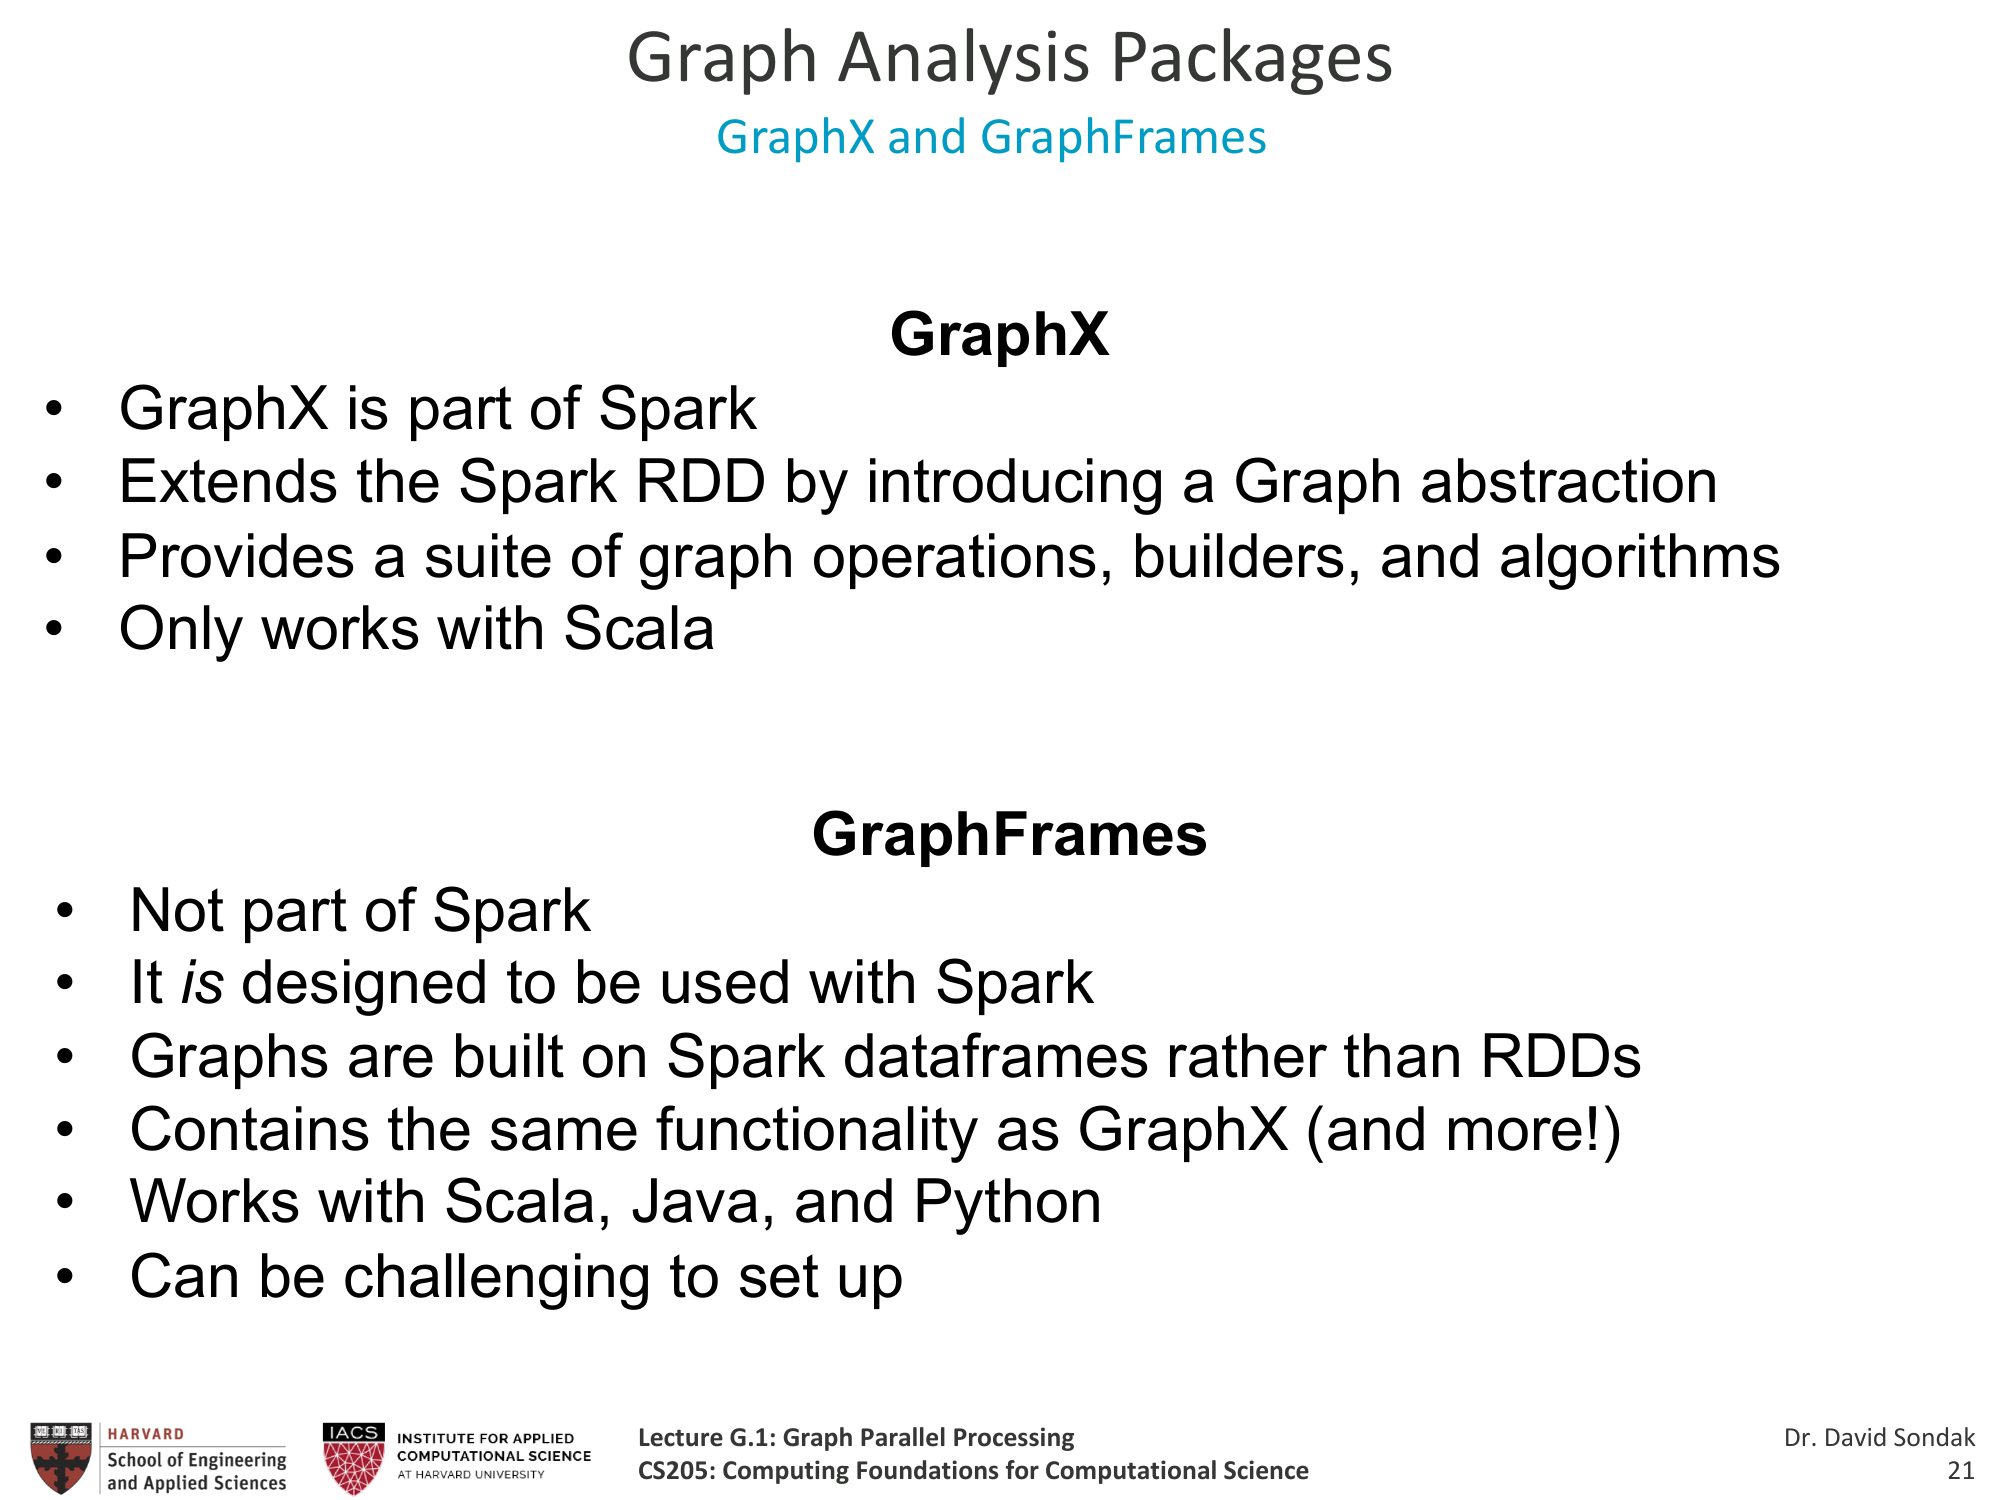 Graph Analysis Packages
GraphX and GraphFrames
GraphX
• GraphX is part of Spark
• Extends the Spark RDD by introducing a Graph abstraction
• Provides a suite of graph operations, builders, and algorithms
• Only works with Scala
GraphFrames
• Not part of Spark
• It is designed to be used with Spark
• Graphs are built on Spark dataframes rather than RDDs
• Contains the same functionality as GraphX (and more!)
• Works with Scala, Java, and Python
• Can be challenging to set up
HARVARD
School of Engineering
and Applied Sciences
IACS
INSTITUTE FOR APPLIED
COMPUTATIONAL SCIENCE
AT HARVARD UNIVERSITY
Lecture G.1: Graph Parallel Processing
CS205: Computing Foundations for Computational Science
Dr. David Sondak
21